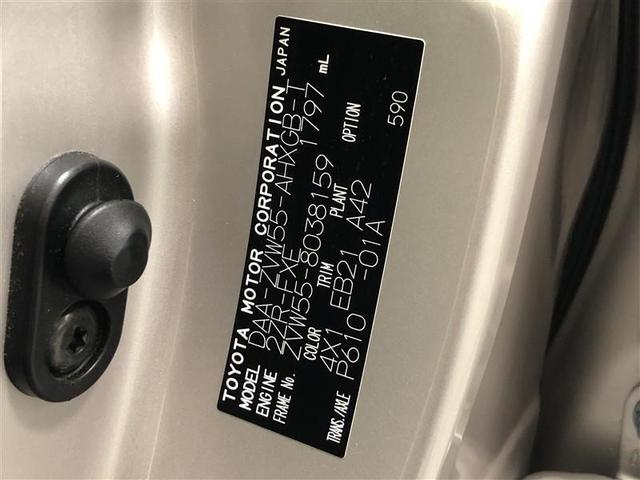 TOYOTA MOTOR CORPORATION JAPAN
MODEL DAA-ZVW55-AHXGB-T
ENGINE 2ZR-FXE 1797 mL
FRAME No. ZVW55-8038159
COLOR TRIM PLANT OPTION
4X1 EB21 A42 590
TRANS./AXLE P610 -01A